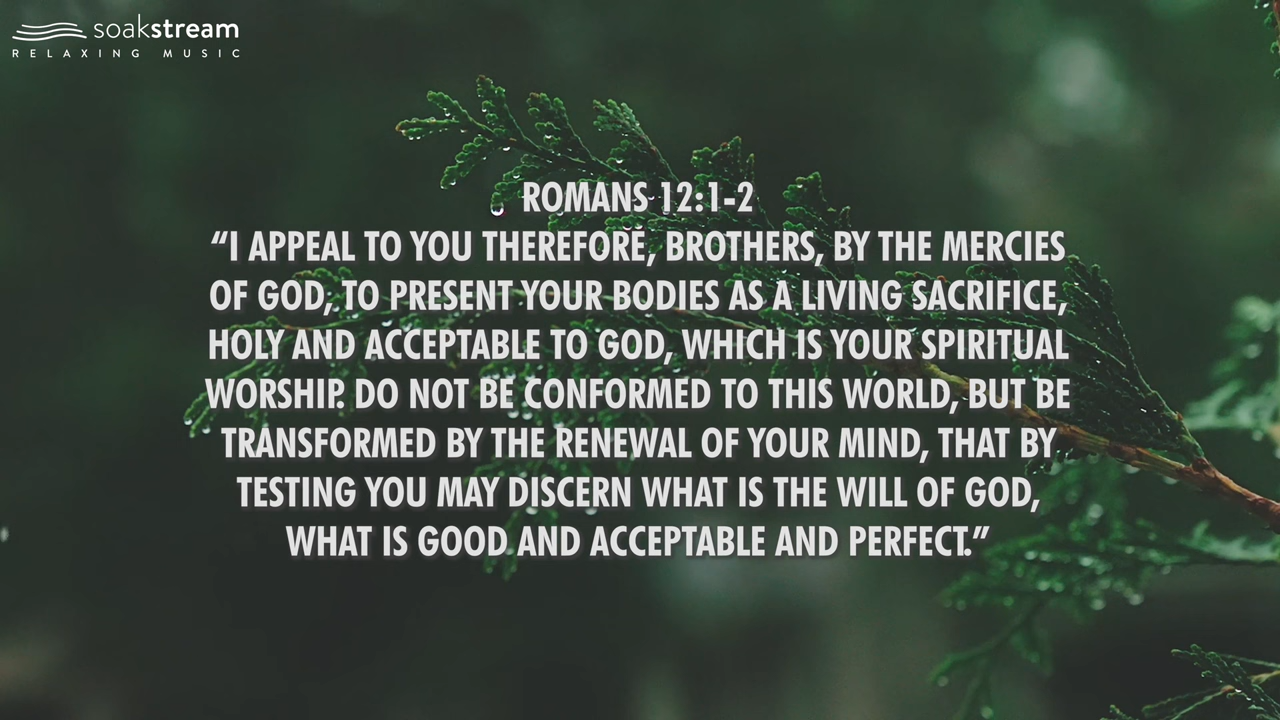 soakstream
RELAXING MUSIC
ROMANS 12:1-2
“I APPEAL TO YOU THEREFORE, BROTHERS, BY THE MERCIES
OF GOD, TO PRESENT YOUR BODIES AS A LIVING SACRIFICE,
HOLY AND ACCEPTABLE TO GOD, WHICH IS YOUR SPIRITUAL
WORSHIP. DO NOT BE CONFORMED TO THIS WORLD, BUT BE
TRANSFORMED BY THE RENEWAL OF YOUR MIND, THAT BY
TESTING YOU MAY DISCERN WHAT IS THE WILL OF GOD,
WHAT IS GOOD AND ACCEPTABLE AND PERFECT.”